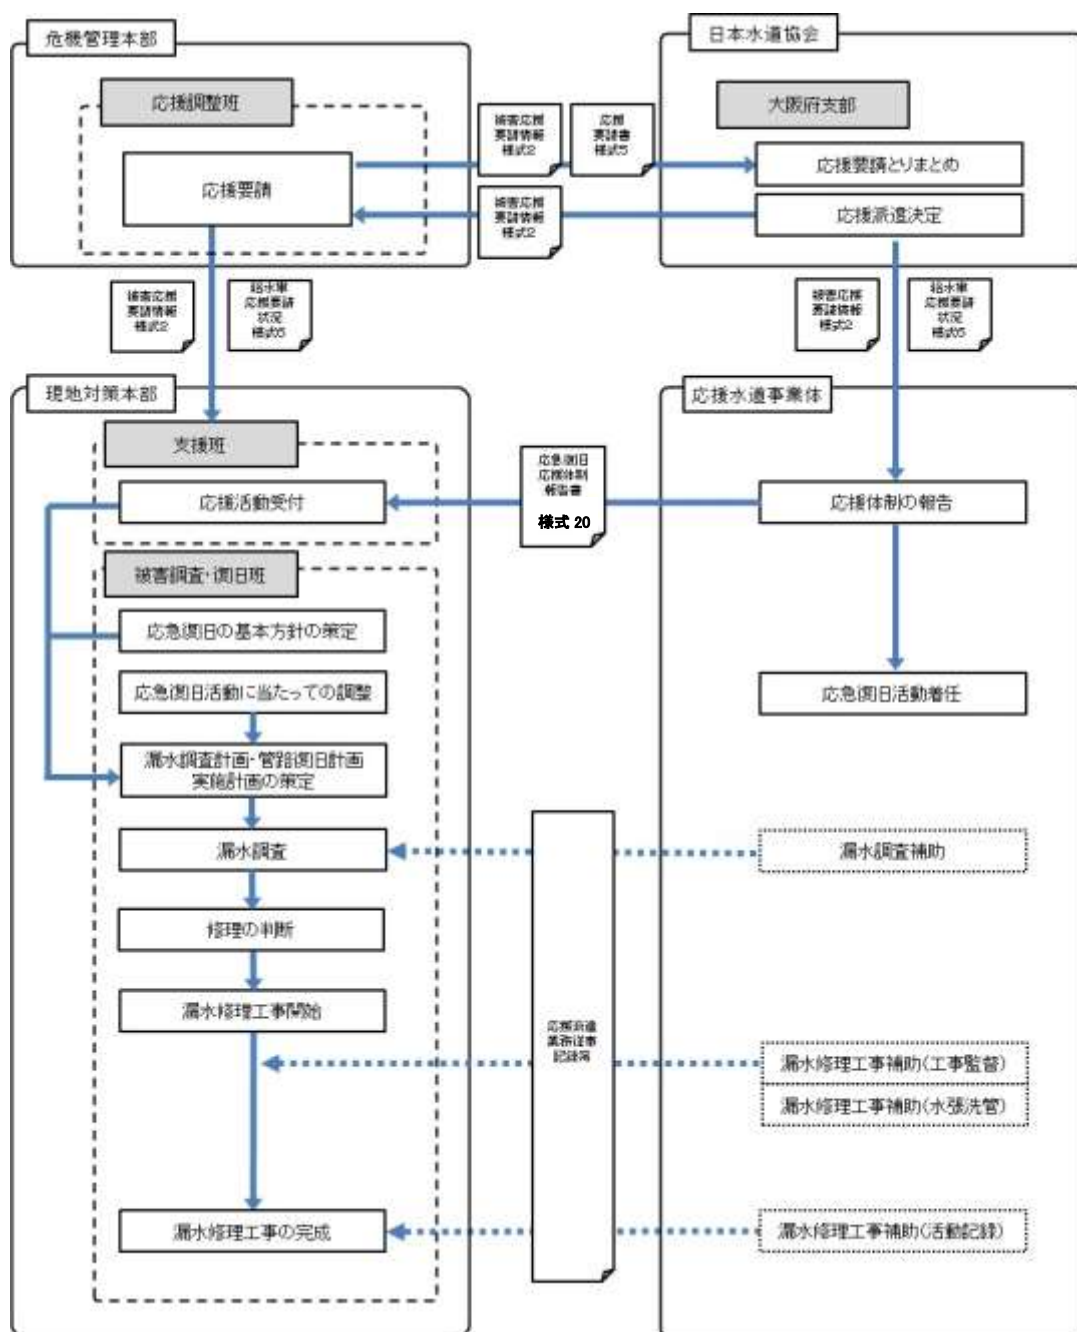 危機管理本部
日本水道協会
応援調整班
大阪府支部
応援要請
被害応援
要請情報
様式2
応援
要請書
様式5
応援要請とりまとめ
被害応援
要請情報
様式2
応援派遣決定
被害応援
要請情報
様式2
給水車
応援要請
状況
様式6
被害応援
要請情報
様式2
給水車
応援要請
状況
様式6
現地対策本部
応援水道事業体
支援班
応援活動受付
応急復旧
応援体制
報告書
様式 20
応援体制の報告
被害調査・復旧班
応急復旧の基本方針の策定
応急復旧活動に当たっての調整
応急復旧活動着任
漏水調査計画・管路復旧計画
実施計画の策定
漏水調査
漏水調査補助
修理の判断
漏水修理工事開始
応援派遣
業務従事
記録簿
漏水修理工事補助(工事監督)
漏水修理工事補助(水張洗管)
漏水修理工事の完成
漏水修理工事補助(活動記録)